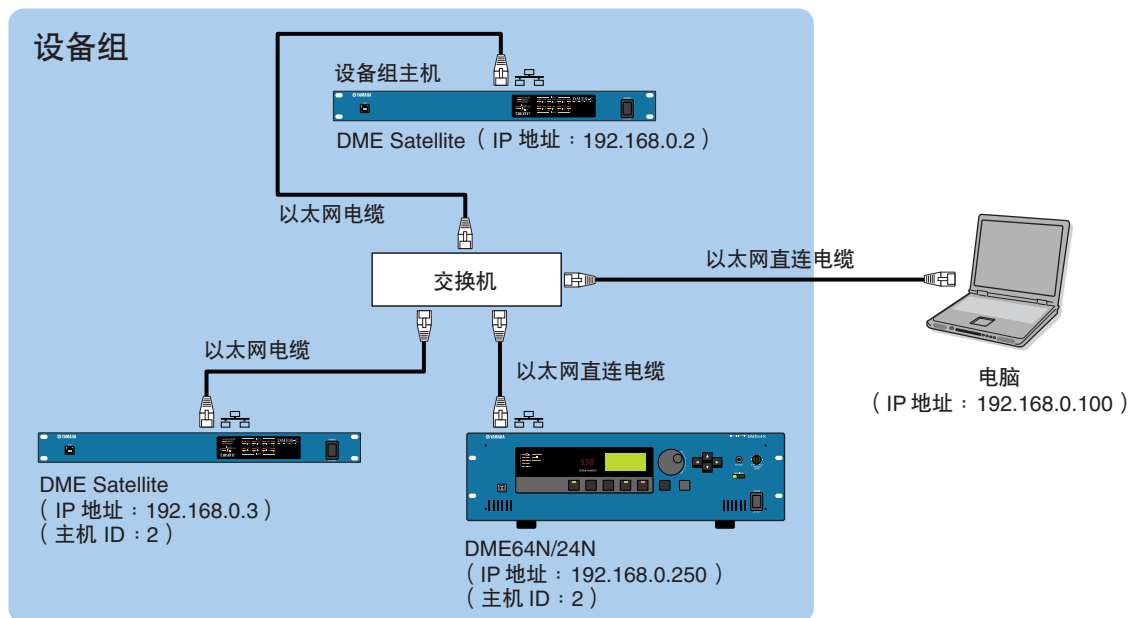 设备组
设备组主机
YAMAHA
DME Satellite（ IP 地址：192.168.0.2 ）
以太网电缆
以太网直连电缆
交换机
以太网电缆
以太网直连电缆
电脑
（ IP 地址：192.168.0.100 ）
YAMAHA
YAMAHA
DME64N
DME Satellite
（ IP 地址：192.168.0.3 ）
（ 主机 ID：2 ）
DME64N/24N
（ IP 地址：192.168.0.250 ）
（ 主机 ID：2 ）